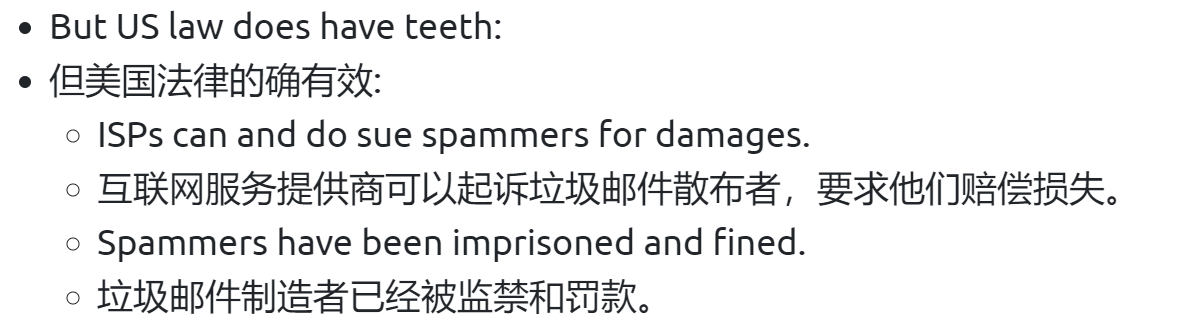 • But US law does have teeth:
• 但美国法律的确有效:
◦ ISPs can and do sue spammers for damages.
◦ 互联网服务提供商可以起诉垃圾邮件散布者，要求他们赔偿损失。
◦ Spammers have been imprisoned and fined.
◦ 垃圾邮件制造者已经被监禁和罚款。